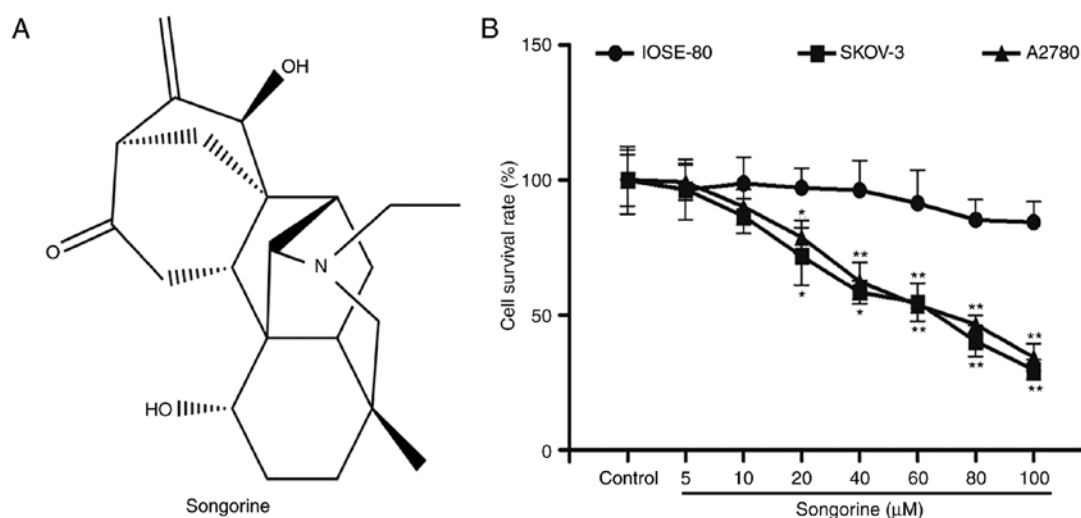 A
OH
O
N
HO
Songorine
B
IOSE-80 SKOV-3 A2780
Cell survival rate (%)
150
100
50
0
* ** ** ** **
* * ** ** **
Control 5 10 20 40 60 80 100
Songorine (μM)